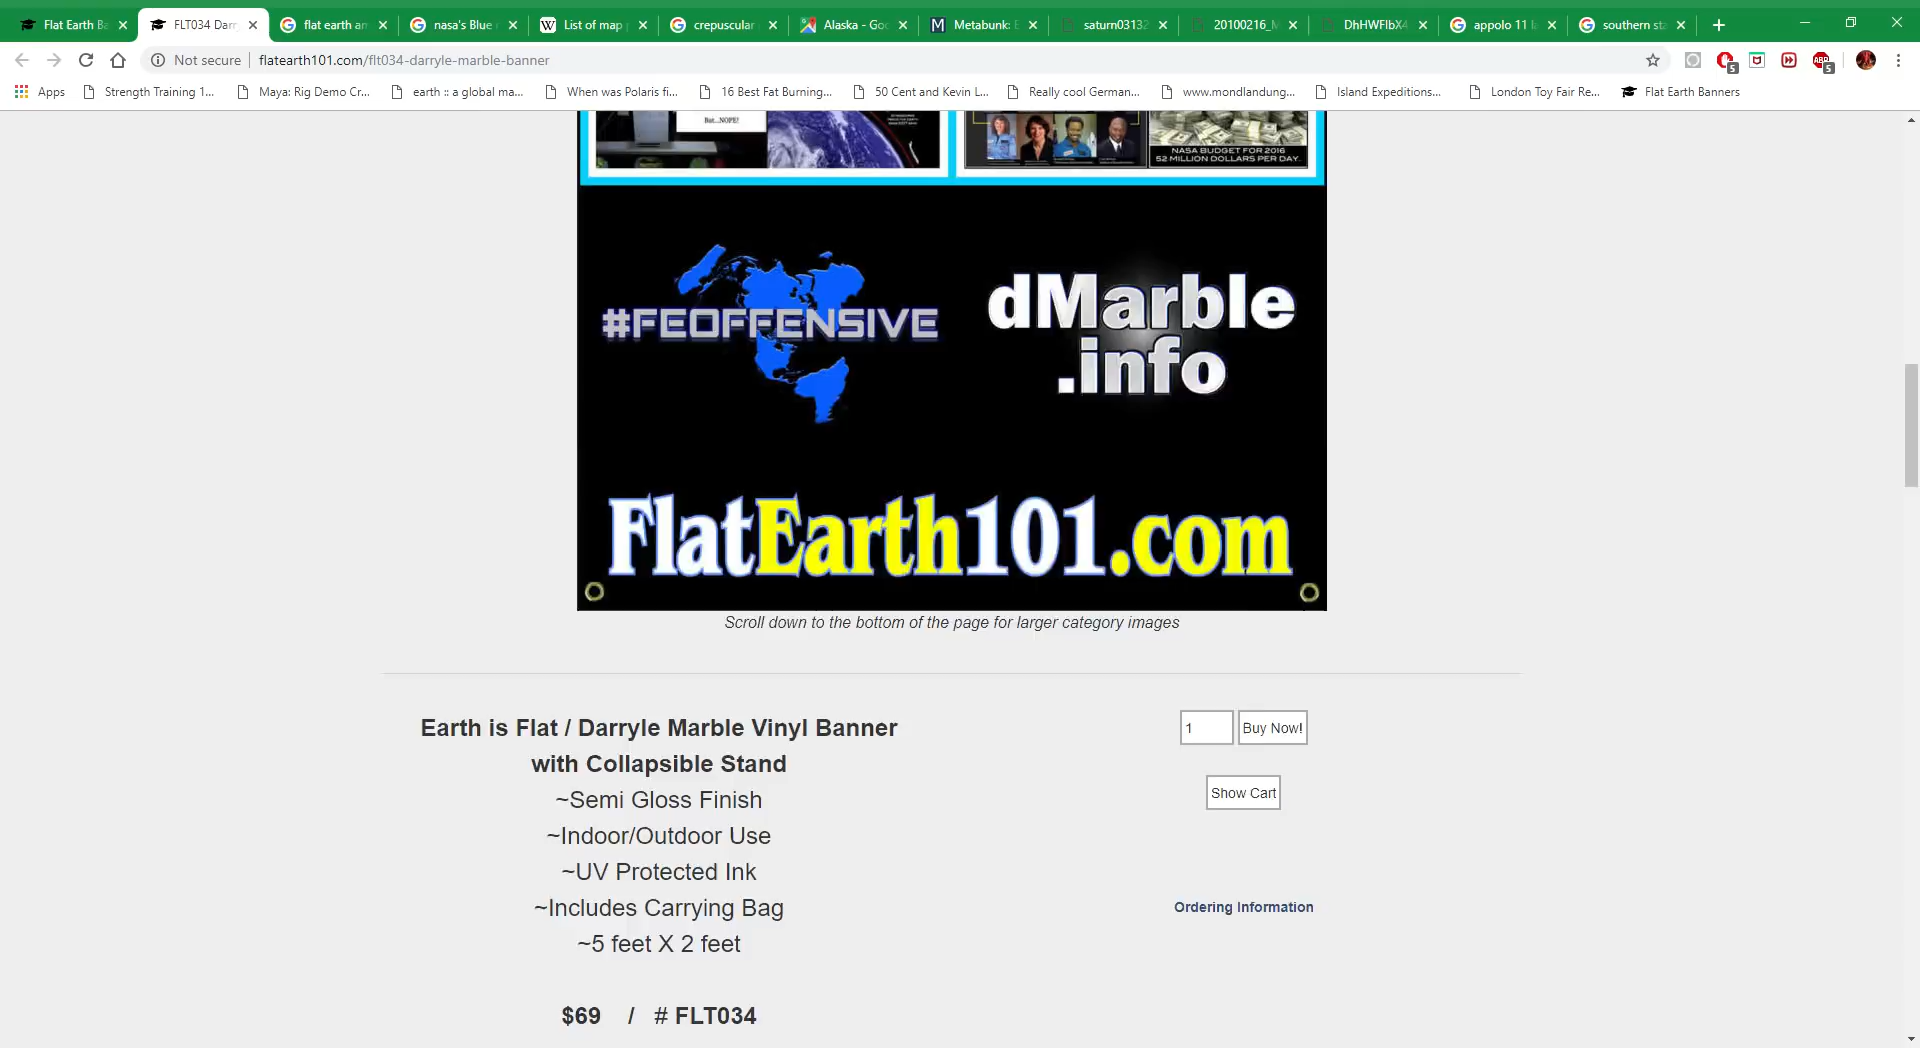 Flat Earth Ba
FLT034 Darr
flat earth an
nasa's Blue
List of map
crepuscular
Alaska - Goo
Metabunk:
saturn0313
20100216_
DhHWFlbX4
appolo 11 l
southern sta
Not secure
flatearth101.com/flt034-darryle-marble-banner
Apps
Strength Training 1...
Maya: Rig Demo Cr...
earth :: a global ma...
When was Polaris fi...
16 Best Fat Burning...
50 Cent and Kevin L...
Really cool German...
www.mondlandung...
Island Expeditions...
London Toy Fair Re...
Flat Earth Banners
But...NOPE!
NASA BUDGET FOR 2016
52 MILLION DOLLARS PER DAY.
#FEOFFENSIVE
dMarble
.info
FlatEarth101.com
Scroll down to the bottom of the page for larger category images
Earth is Flat / Darryle Marble Vinyl Banner
with Collapsible Stand
~Semi Gloss Finish
~Indoor/Outdoor Use
~UV Protected Ink
~Includes Carrying Bag
~5 feet X 2 feet
$69 / # FLT034
1
Buy Now!
Show Cart
Ordering Information